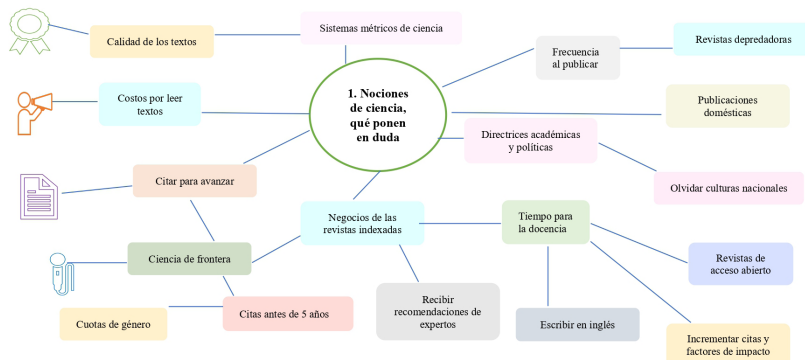 Sistemas métricos de ciencia
Calidad de los textos
Frecuencia
al publicar
Revistas depredadoras
Costos por leer
textos
1. Nociones
de ciencia,
qué ponen
en duda
Publicaciones
domésticas
Directrices académicas
y políticas
Citar para avanzar
Olvidar culturas nacionales
Negocios de las
revistas indexadas
Tiempo para
la docencia
Ciencia de frontera
Revistas de
acceso abierto
Cuotas de género
Citas antes de 5 años
Recibir
recomendaciones de
expertos
Escribir en inglés
Incrementar citas y
factores de impacto